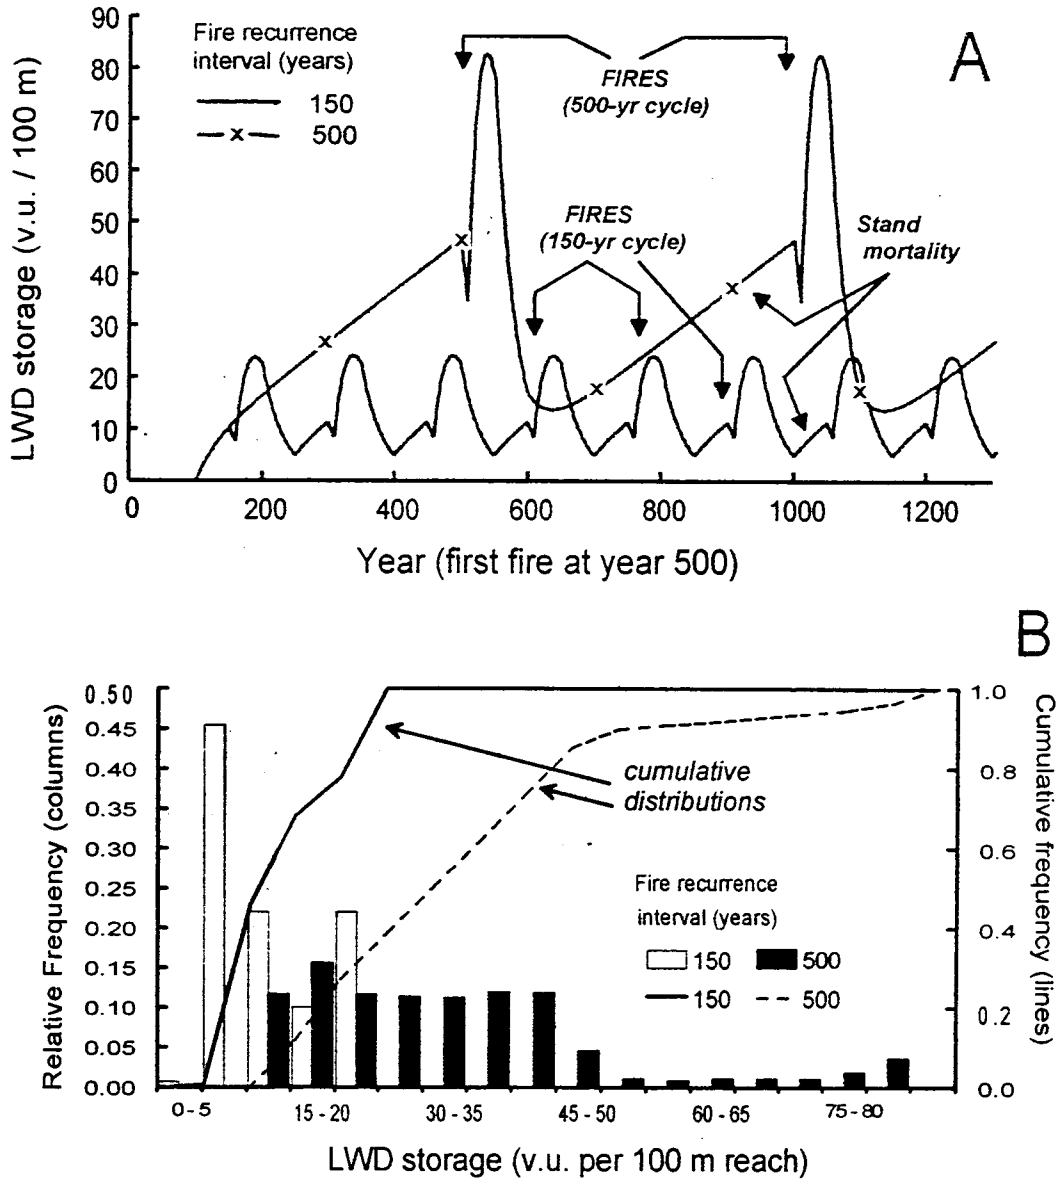 A
Fire recurrence
interval (years)
150
x 500
FIRES
(500-yr cycle)
FIRES
(150-yr cycle)
Stand
mortality
90
80
70
60
50
40
30
20
10
0
LWD storage (v.u. / 100 m)
0 200 400 600 800 1000 1200
Year (first fire at year 500)
B
0.50
0.45
0.40
0.35
0.30
0.25
0.20
0.15
0.10
0.05
0.00
Relative Frequency (columns)
cumulative
distributions
Fire recurrence
interval (years)
150 500
150 500
1.0
0.8
0.6
0.4
0.2
0.0
Cumulative frequency (lines)
0-5 15-20 30-35 45-50 60-65 75-80
LWD storage (v.u. per 100 m reach)